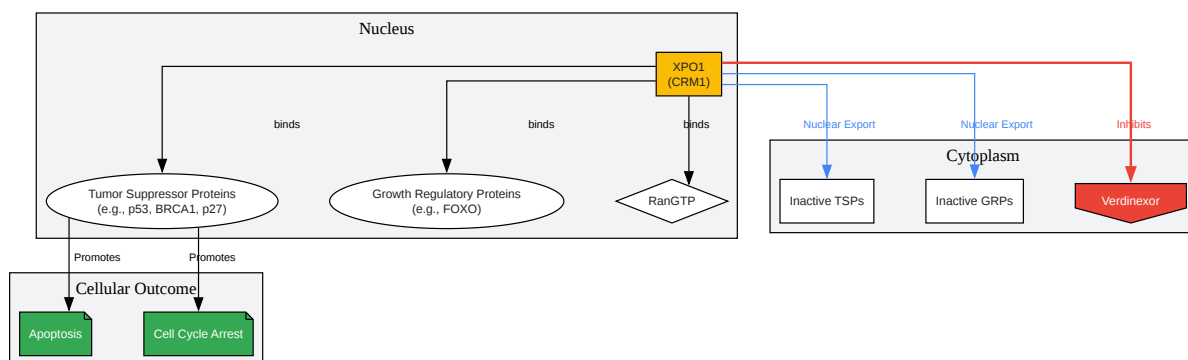 Nucleus
XPO1
(CRM1)
binds
binds
binds
Nuclear Export
Nuclear Export
Inhibits
Cytoplasm
Tumor Suppressor Proteins
(e.g., p53, BRCA1, p27)
Growth Regulatory Proteins
(e.g., FOXO)
RanGTP
Inactive TSPs
Inactive GRPs
Verdinexor
Promotes
Promotes
Cellular Outcome
Apoptosis
Cell Cycle Arrest